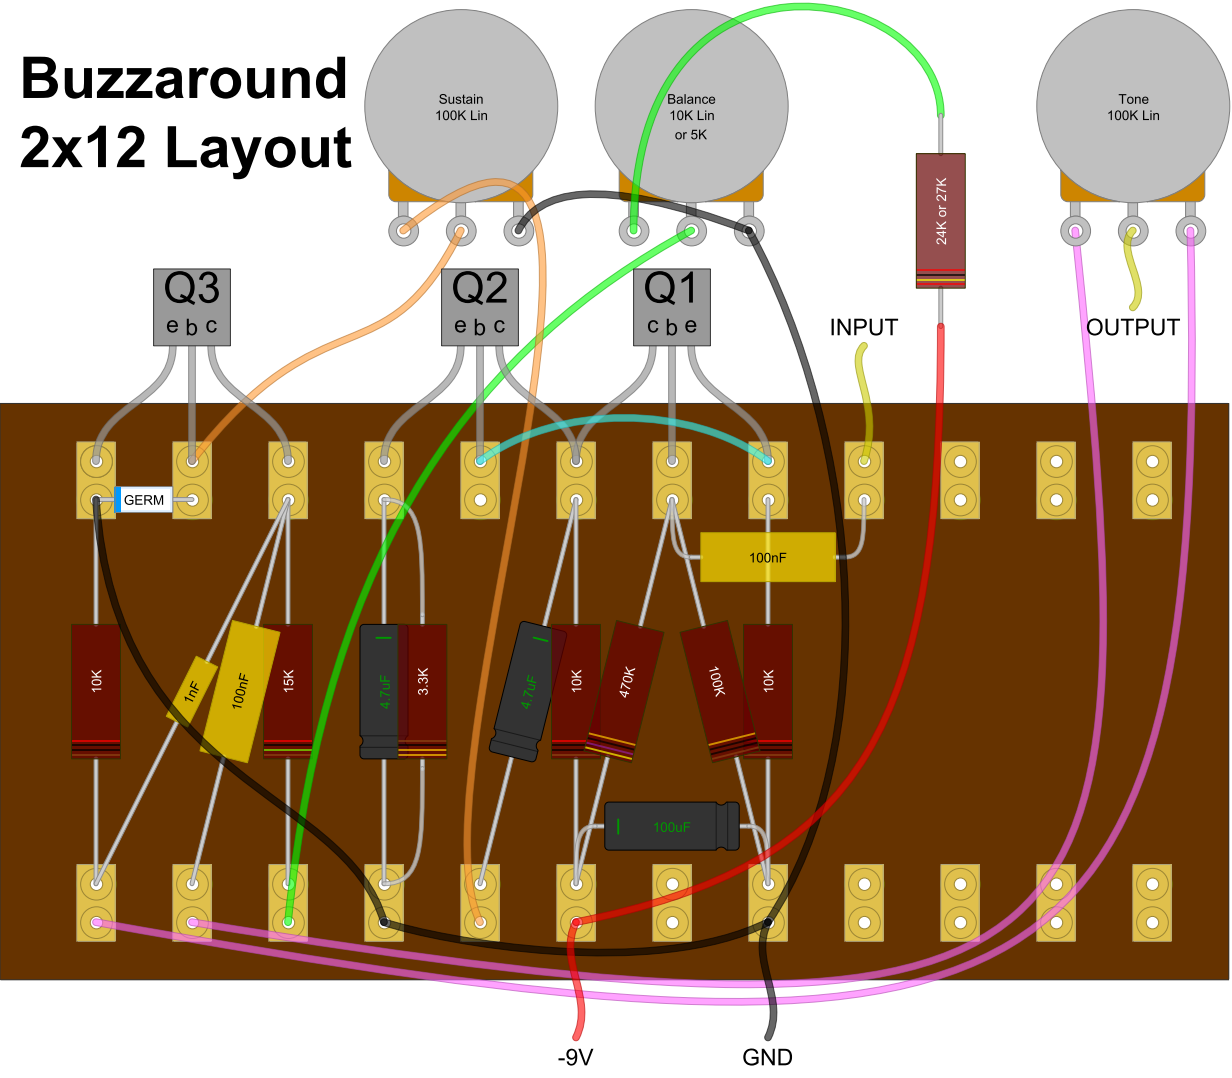 Buzzaround
2x12 Layout
Sustain
100K Lin
Balance
10K Lin
or 5K
Tone
100K Lin
24K or 27K
Q3
e b c
Q2
e b c
Q1
c b e
INPUT
OUTPUT
GERM
100nF
10K
1nF
100nF
15K
4.7uF
3.3K
4.7uF
10K
470K
100K
10K
100uF
-9V
GND